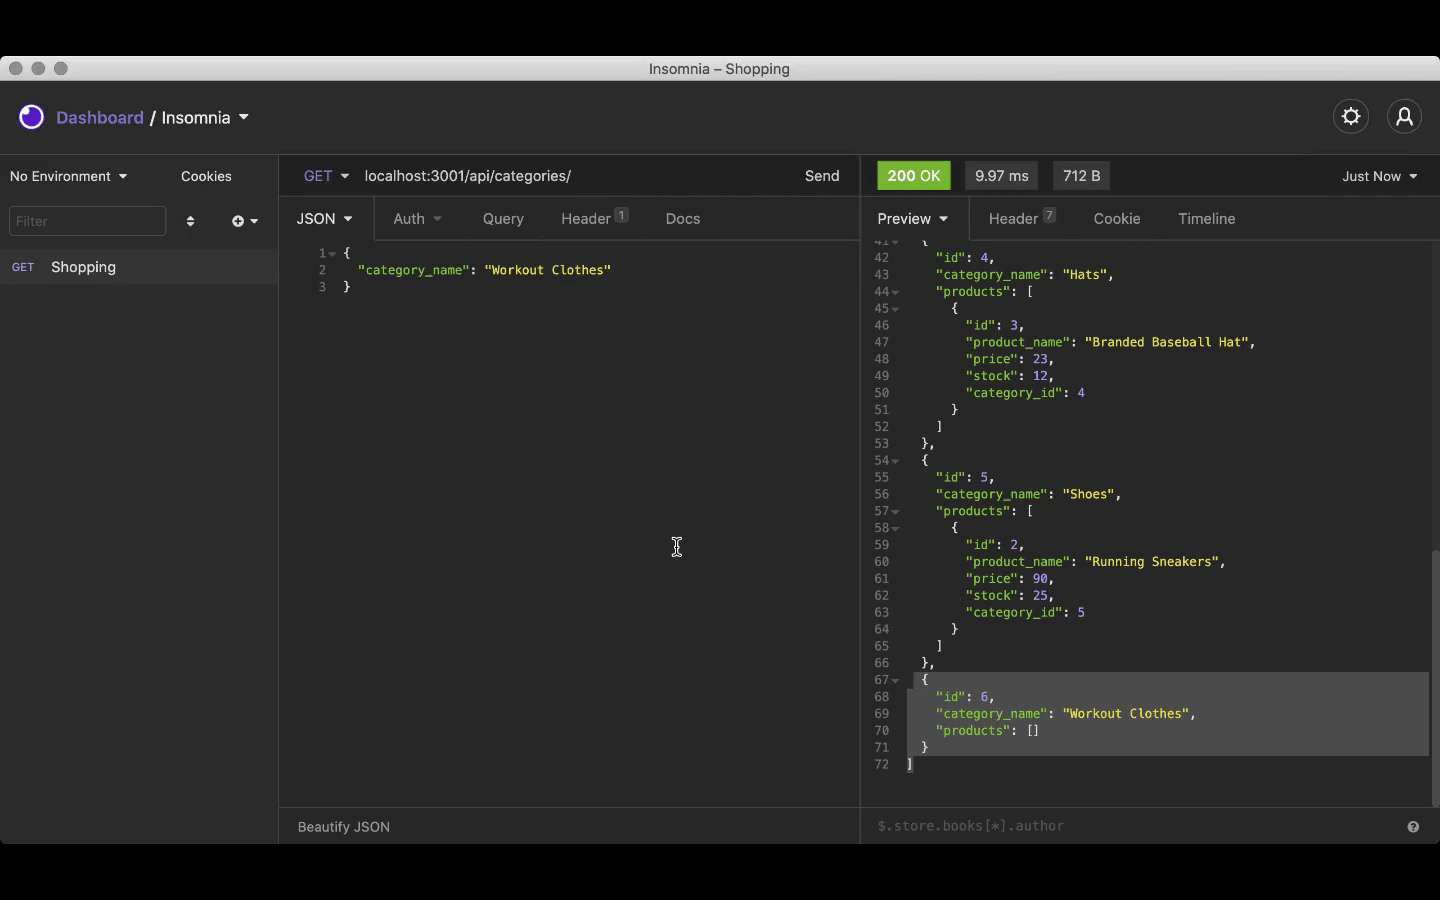 Insomnia – Shopping
Dashboard / Insomnia
No Environment
Cookies
Filter
GET Shopping
GET localhost:3001/api/categories/ Send
JSON Auth Query Header 1 Docs
1 {
2 "category_name": "Workout Clothes"
3 }
Beautify JSON
200 OK 9.97 ms 712 B Just Now
Preview Header 7 Cookie Timeline
41 {
42 "id": 4,
43 "category_name": "Hats",
44 "products": [
45 {
46 "id": 3,
47 "product_name": "Branded Baseball Hat",
48 "price": 23,
49 "stock": 12,
50 "category_id": 4
51 }
52 ]
53 },
54 {
55 "id": 5,
56 "category_name": "Shoes",
57 "products": [
58 {
59 "id": 2,
60 "product_name": "Running Sneakers",
61 "price": 90,
62 "stock": 25,
63 "category_id": 5
64 }
65 ]
66 },
67 {
68 "id": 6,
69 "category_name": "Workout Clothes",
70 "products": []
71 }
72 ]
$.store.books[*].author